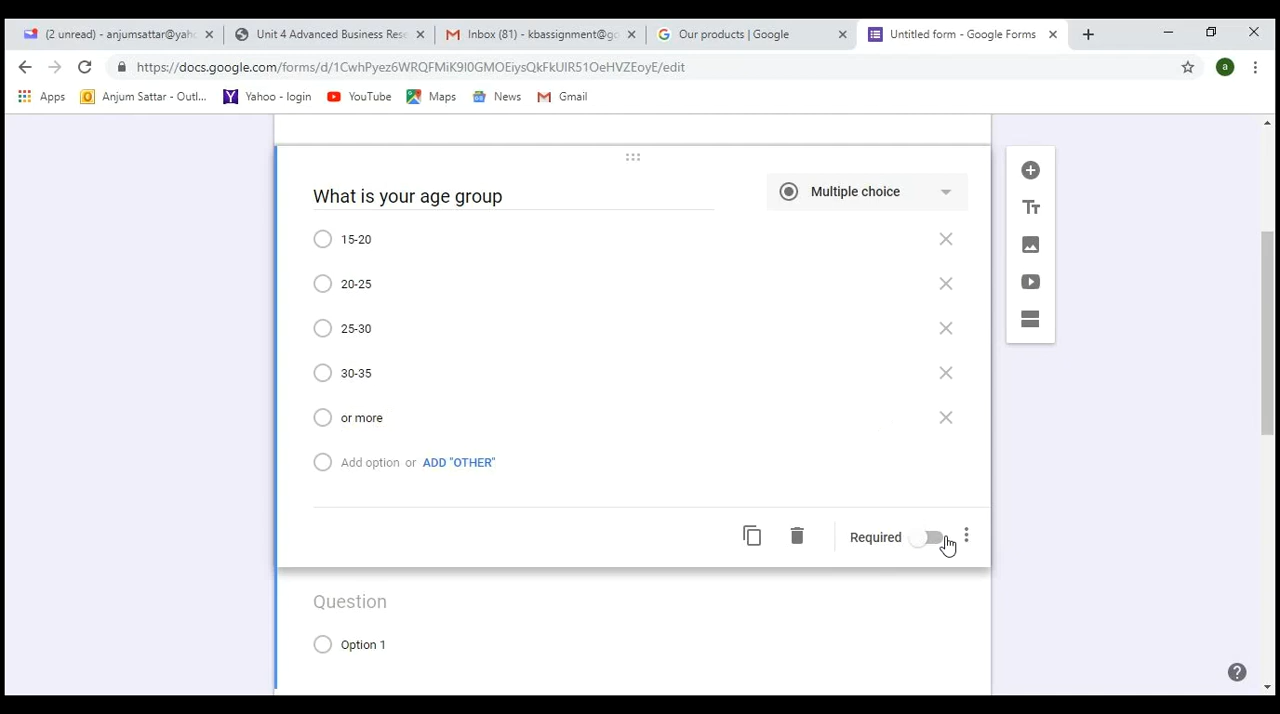 (2 unread) - anjumsattar@yah
Unit 4 Advanced Business Rese
Inbox (81) - kbassignment@go
Our products | Google
Untitled form - Google Forms
https://docs.google.com/forms/d/1CwhPyez6WRQFMiK9I0GMOEiysQkFkUlR51OeHVZEoyE/edit
a
Apps
Anjum Sattar - Outl...
Yahoo - login
YouTube
Maps
News
Gmail
What is your age group
Multiple choice
15-20
20-25
25-30
30-35
or more
Add option or ADD "OTHER"
Required
Question
Option 1